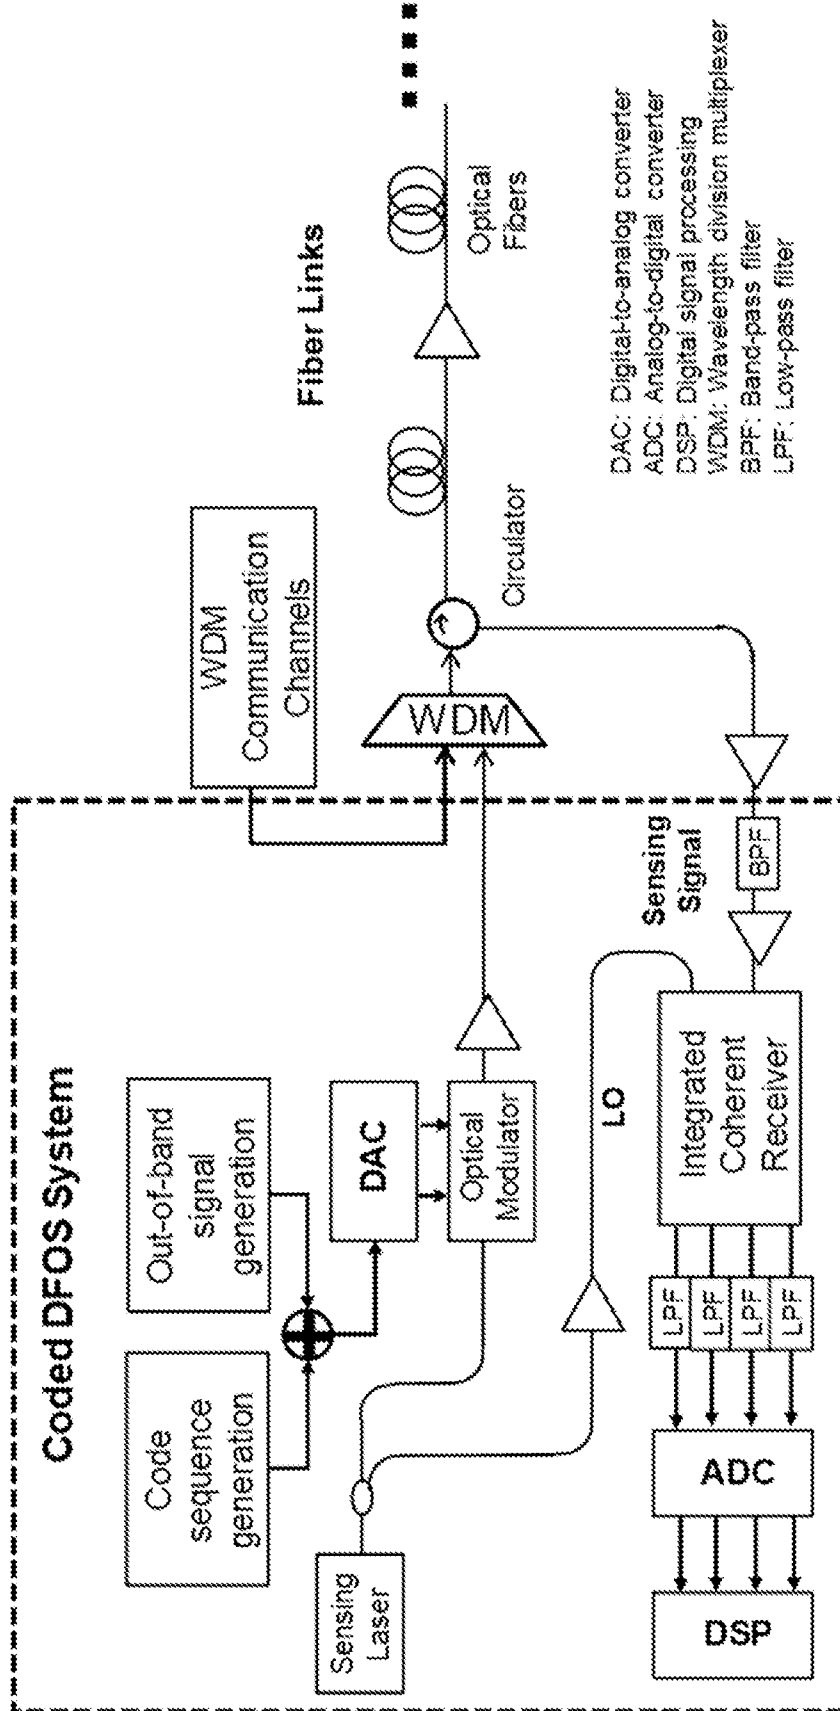 Coded DFOS System
Code
sequence
generation
Out-of-band
signal
generation
WDM
Communication
Channels
Fiber Links
Sensing
Laser
DAC
Optical
Modulator
WDM
Circulator
Optical
Fibers
LO
Sensing
Signal
DSP
ADC
LPF
LPF
LPF
LPF
Integrated
Coherent
Receiver
BPF
DAC: Digital-to-analog converter
ADC: Analog-to-digital converter
DSP: Digital signal processing
WDM: Wavelength division multiplexer
BPF: Band-pass filter
LPF: Low-pass filter